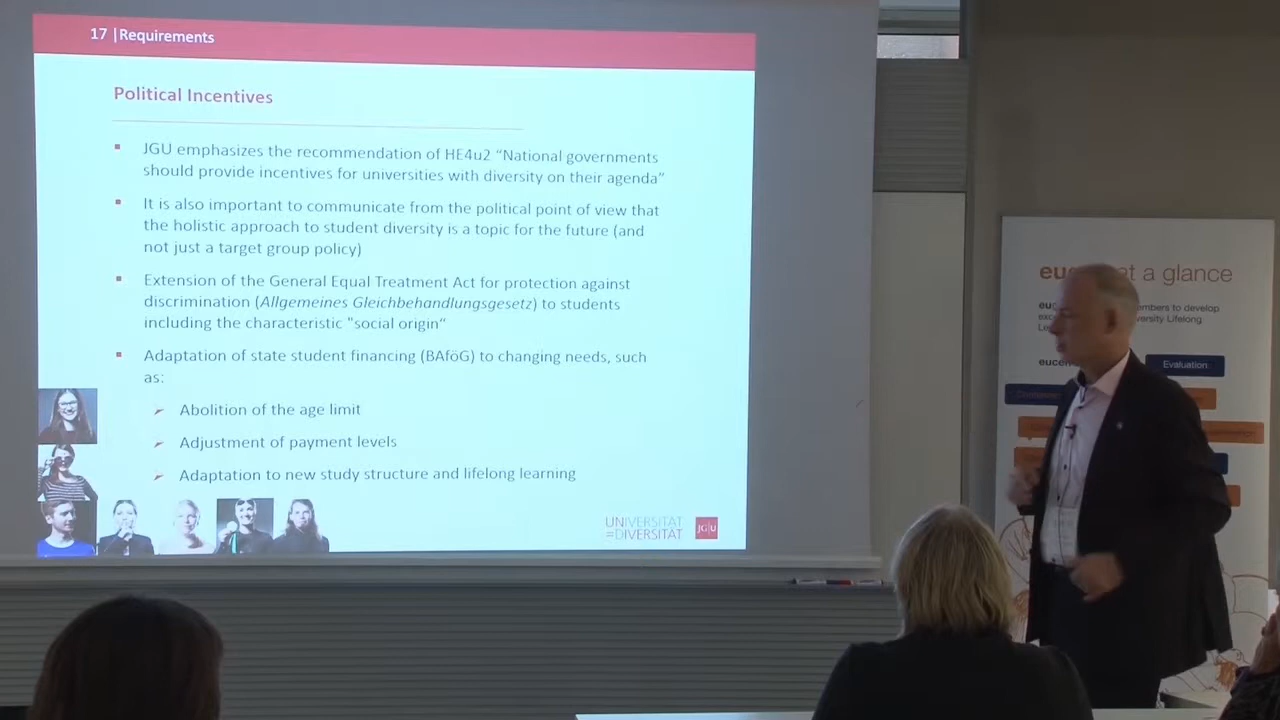 17 |Requirements
Political Incentives
▪ JGU emphasizes the recommendation of HE4u2 “National governments
should provide incentives for universities with diversity on their agenda”
▪ It is also important to communicate from the political point of view that
the holistic approach to student diversity is a topic for the future (and
not just a target group policy)
▪ Extension of the General Equal Treatment Act for protection against
discrimination (Allgemeines Gleichbehandlungsgesetz) to students
including the characteristic "social origin“
▪ Adaptation of state student financing (BAföG) to changing needs, such
as:
➢ Abolition of the age limit
➢ Adjustment of payment levels
➢ Adaptation to new study structure and lifelong learning
UNIVERSITÄT
=DIVERSITÄT
JG|U
at a glance
to develop
Lifelong
Evaluation